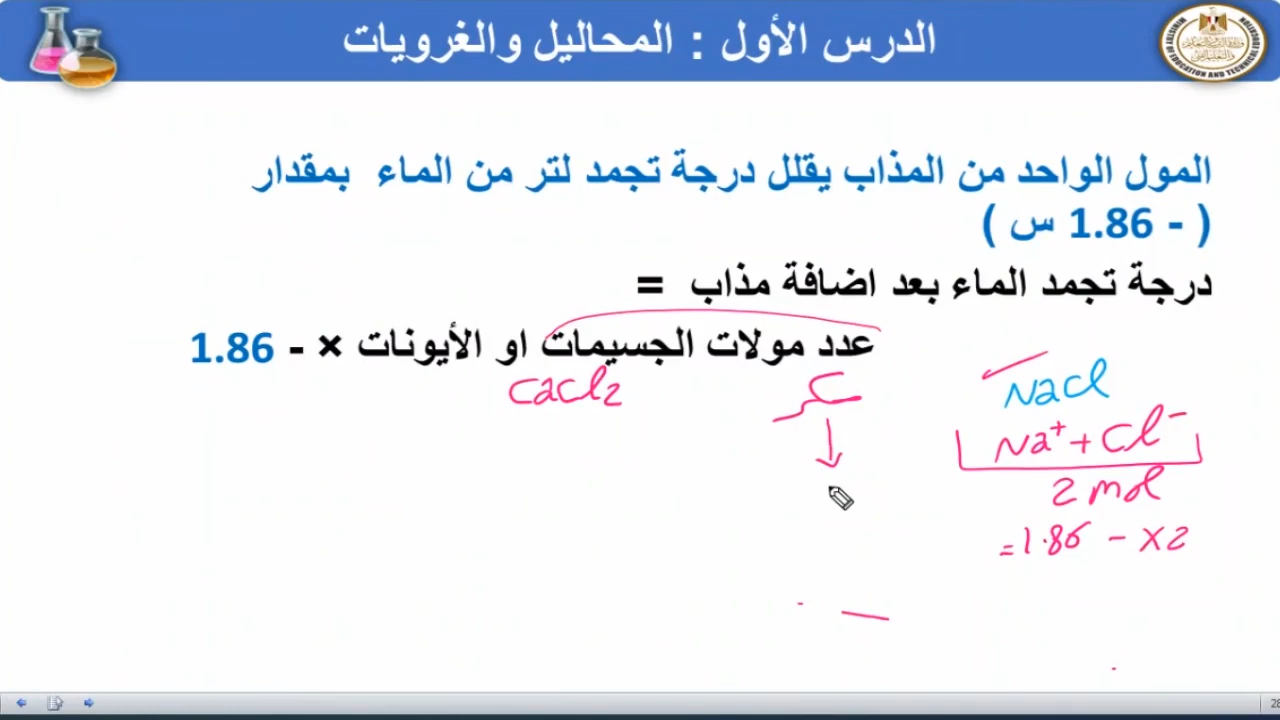 الدرس الأول : المحاليل والغرويات
المول الواحد من المذاب يقلل درجة تجمد لتر من الماء بمقدار
( - 1.86 س )
درجة تجمد الماء بعد اضافة مذاب =
عدد مولات الجسيمات او الأيونات × - 1.86
NaCl
Na⁺ + Cl⁻
2 mol
= 1.86 - x2
CaCl2
28